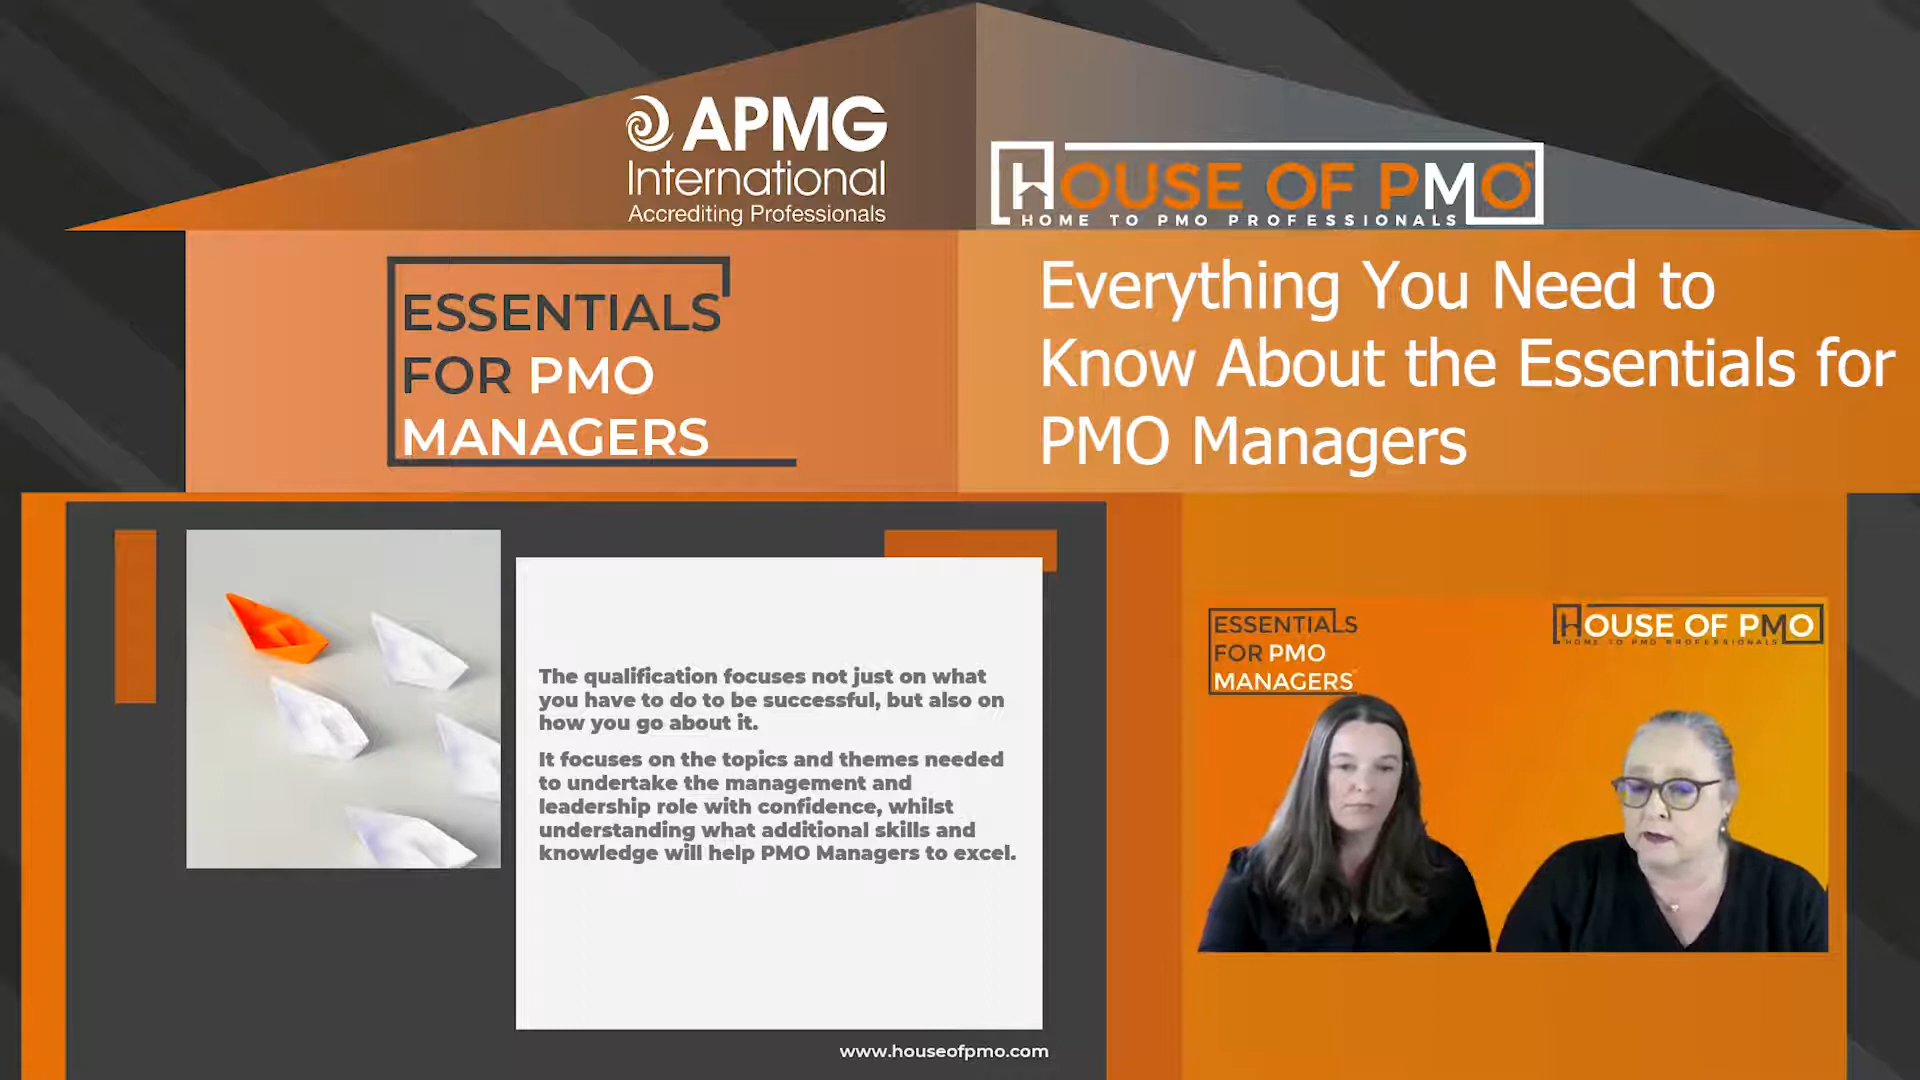 APMG
International
Accrediting Professionals
HOUSE OF PMO
HOME TO PMO PROFESSIONALS
ESSENTIALS
FOR PMO
MANAGERS
Everything You Need to
Know About the Essentials for
PMO Managers
The qualification focuses not just on what
you have to do to be successful, but also on
how you go about it.
It focuses on the topics and themes needed
to undertake the management and
leadership role with confidence, whilst
understanding what additional skills and
knowledge will help PMO Managers to excel.
www.houseofpmo.com
ESSENTIALS
FOR PMO
MANAGERS
HOUSE OF PMO
HOME TO PMO PROFESSIONALS